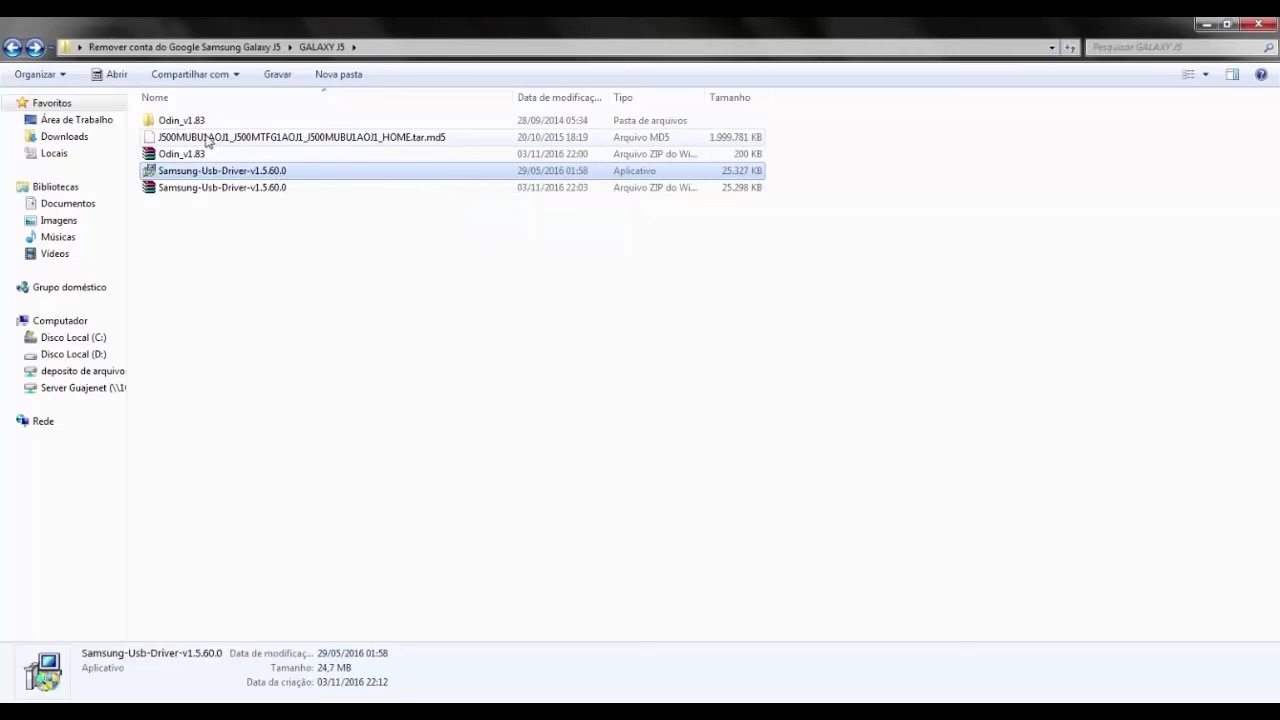 Remover conta do Google Samsung Galaxy J5 GALAXY J5 Pesquisar GALAXY J5
Organizar Abrir Compartilhar com Gravar Nova pasta
Nome Data de modificaç... Tipo Tamanho
Favoritos
Área de Trabalho
Downloads
Locais
Bibliotecas
Documentos
Imagens
Músicas
Vídeos
Grupo doméstico
Computador
Disco Local (C:)
Disco Local (D:)
deposito de arquivo
Server Guajenet (\\1
Rede
Odin_v1.83 28/09/2014 05:34 Pasta de arquivos
J500MUBU1AOJ1_J500MTFG1AOJ1_J500MUBU1AOJ1_HOME.tar.md5 20/10/2015 18:19 Arquivo MD5 1.999.781 KB
Odin_v1.83 03/11/2016 22:00 Arquivo ZIP do Wi... 200 KB
Samsung-Usb-Driver-v1.5.60.0 29/05/2016 01:58 Aplicativo 25.327 KB
Samsung-Usb-Driver-v1.5.60.0 03/11/2016 22:03 Arquivo ZIP do Wi... 25.298 KB
Samsung-Usb-Driver-v1.5.60.0 Data de modificaç... 29/05/2016 01:58
Aplicativo Tamanho: 24,7 MB
Data da criação: 03/11/2016 22:12